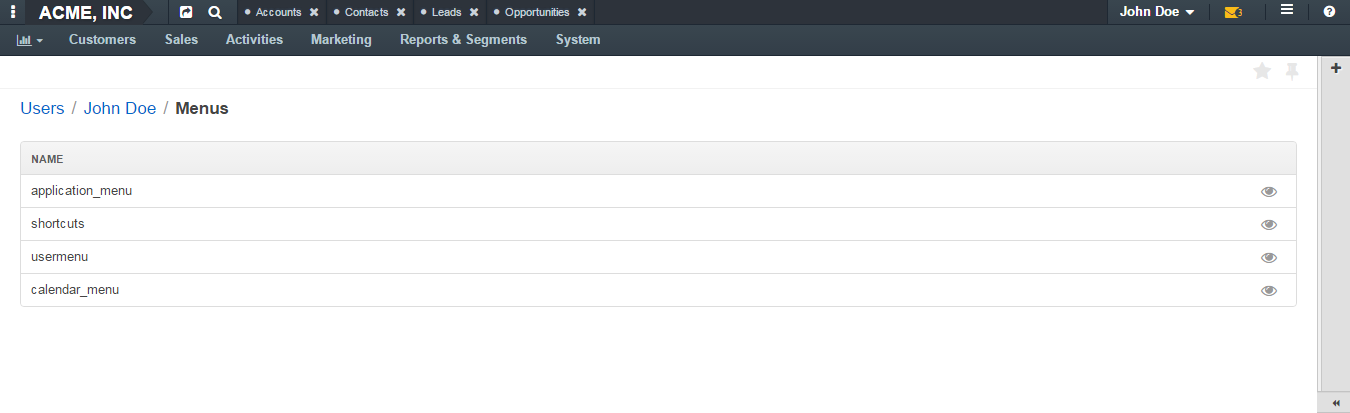 ACME, INC Accounts Contacts Leads Opportunities John Doe 3
Customers Sales Activities Marketing Reports & Segments System
Users / John Doe / Menus
NAME
application_menu
shortcuts
usermenu
calendar_menu